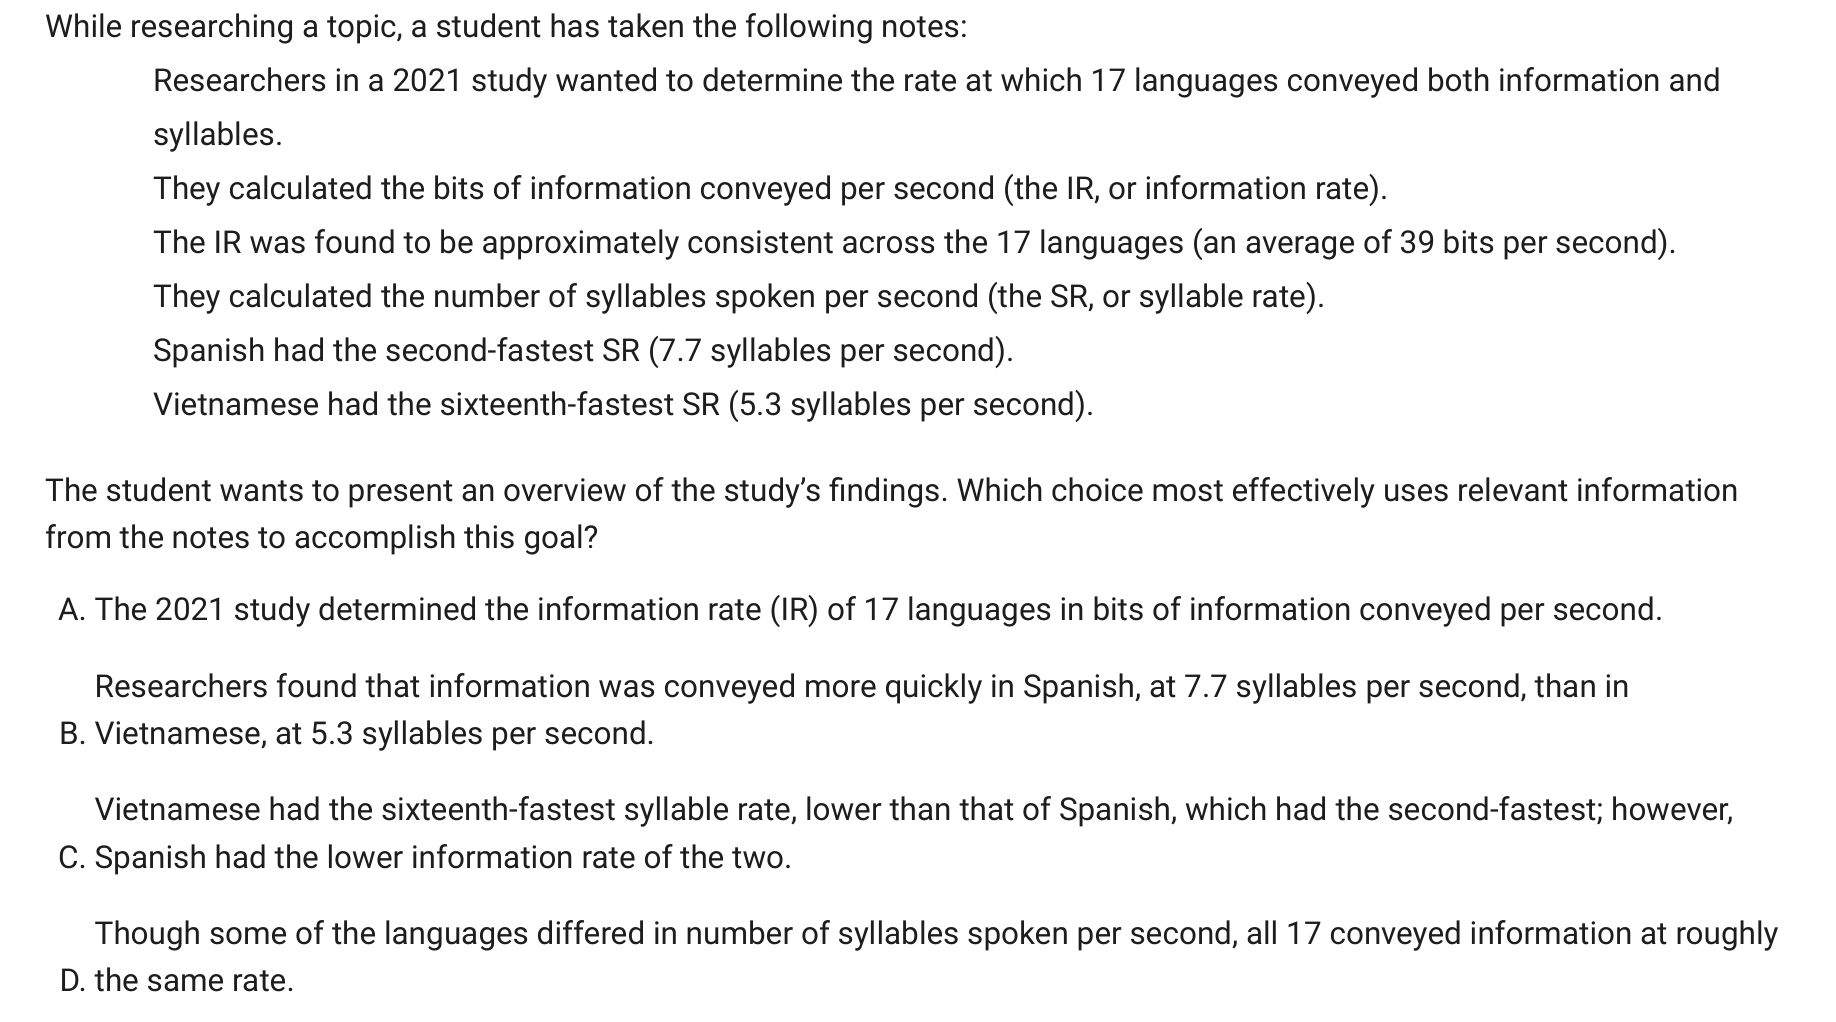 While researching a topic, a student has taken the following notes:
Researchers in a 2021 study wanted to determine the rate at which 17 languages conveyed both information and
syllables.
They calculated the bits of information conveyed per second (the IR, or information rate).
The IR was found to be approximately consistent across the 17 languages (an average of 39 bits per second).
They calculated the number of syllables spoken per second (the SR, or syllable rate).
Spanish had the second-fastest SR (7.7 syllables per second).
Vietnamese had the sixteenth-fastest SR (5.3 syllables per second).
The student wants to present an overview of the study’s findings. Which choice most effectively uses relevant information
from the notes to accomplish this goal?
A. The 2021 study determined the information rate (IR) of 17 languages in bits of information conveyed per second.
Researchers found that information was conveyed more quickly in Spanish, at 7.7 syllables per second, than in
B. Vietnamese, at 5.3 syllables per second.
Vietnamese had the sixteenth-fastest syllable rate, lower than that of Spanish, which had the second-fastest; however,
C. Spanish had the lower information rate of the two.
Though some of the languages differed in number of syllables spoken per second, all 17 conveyed information at roughly
D. the same rate.